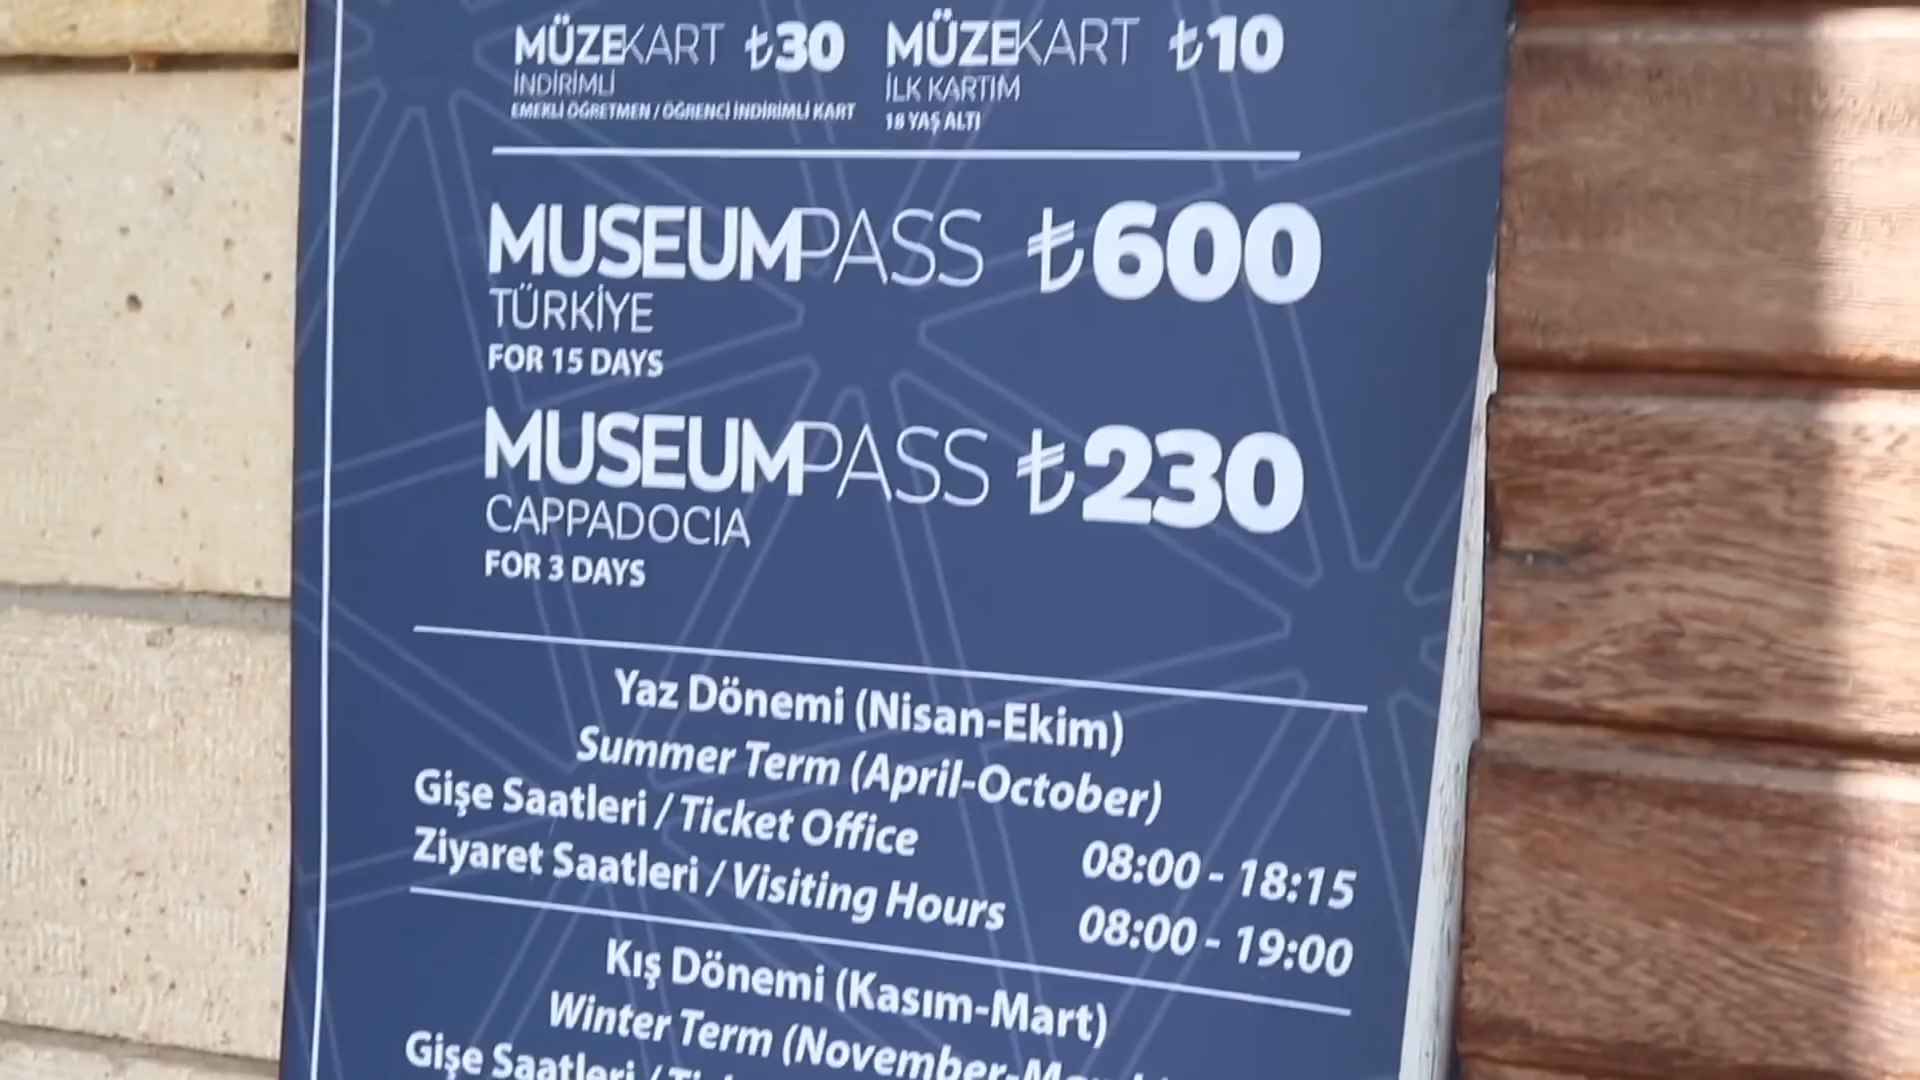 MÜZEKART ₺30
İNDİRİMLİ
EMEKLİ ÖĞRETMEN / ÖĞRENCİ İNDİRİMLİ KART
MÜZEKART ₺10
İLK KARTIM
18 YAŞ ALTI
MUSEUMPASS ₺600
TÜRKİYE
FOR 15 DAYS
MUSEUMPASS ₺230
CAPPADOCIA
FOR 3 DAYS
Yaz Dönemi (Nisan-Ekim)
Summer Term (April-October)
Gişe Saatleri / Ticket Office 08:00 - 18:15
Ziyaret Saatleri / Visiting Hours 08:00 - 19:00
Kış Dönemi (Kasım-Mart)
Winter Term (November-
Gişe Saatleri /